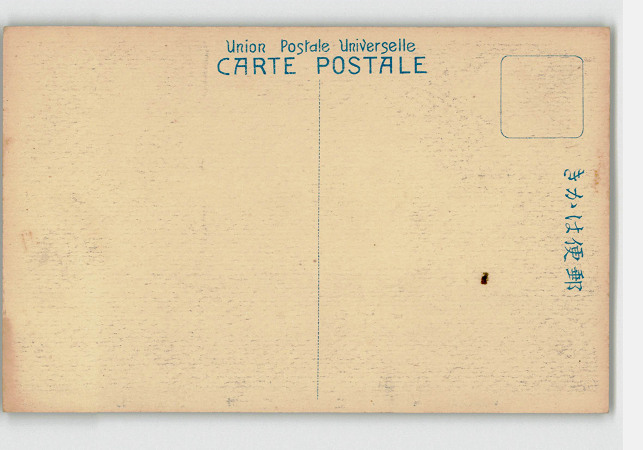 Union Postale Universelle
CARTE POSTALE
郵便はかき